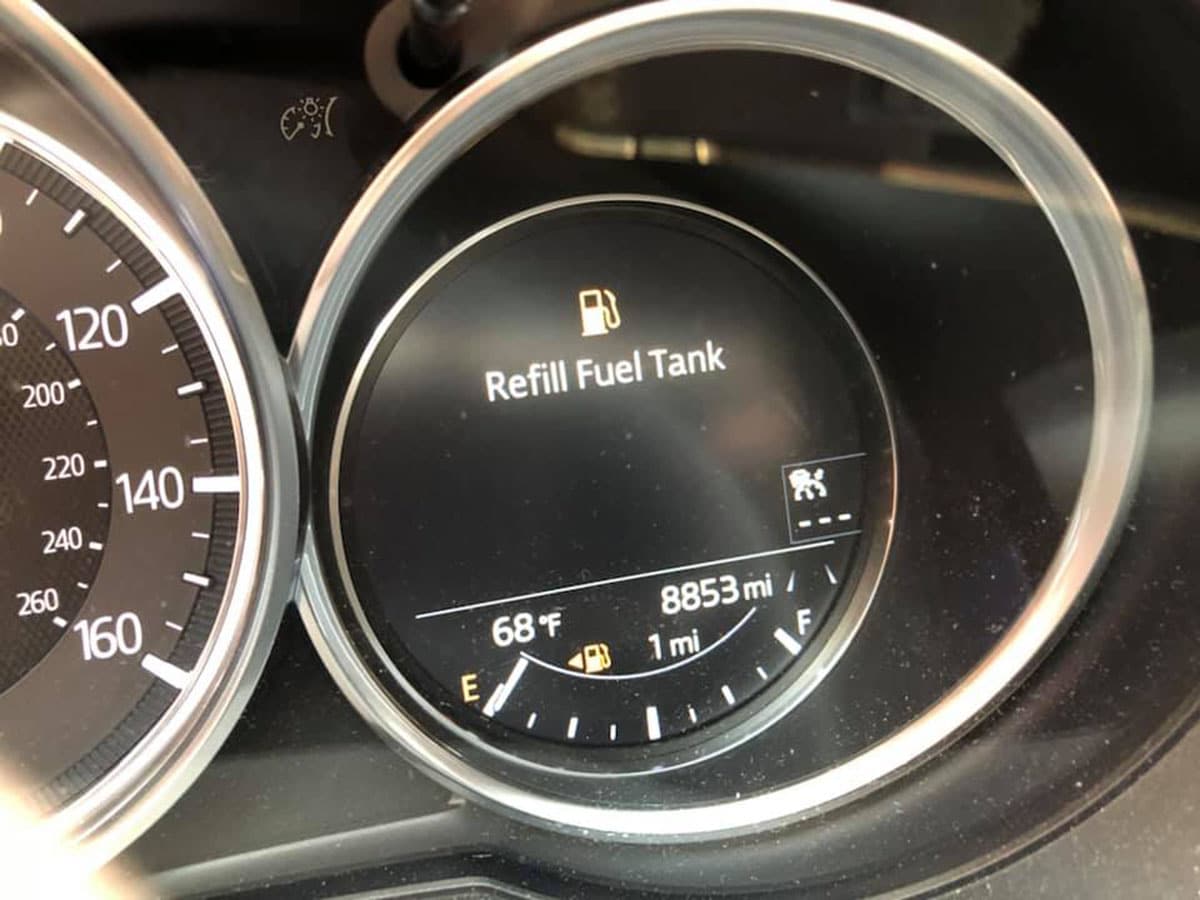 120
200
220
140
240
260
160
Refill Fuel Tank
---
8853 mi
68°F
1 mi
E
F